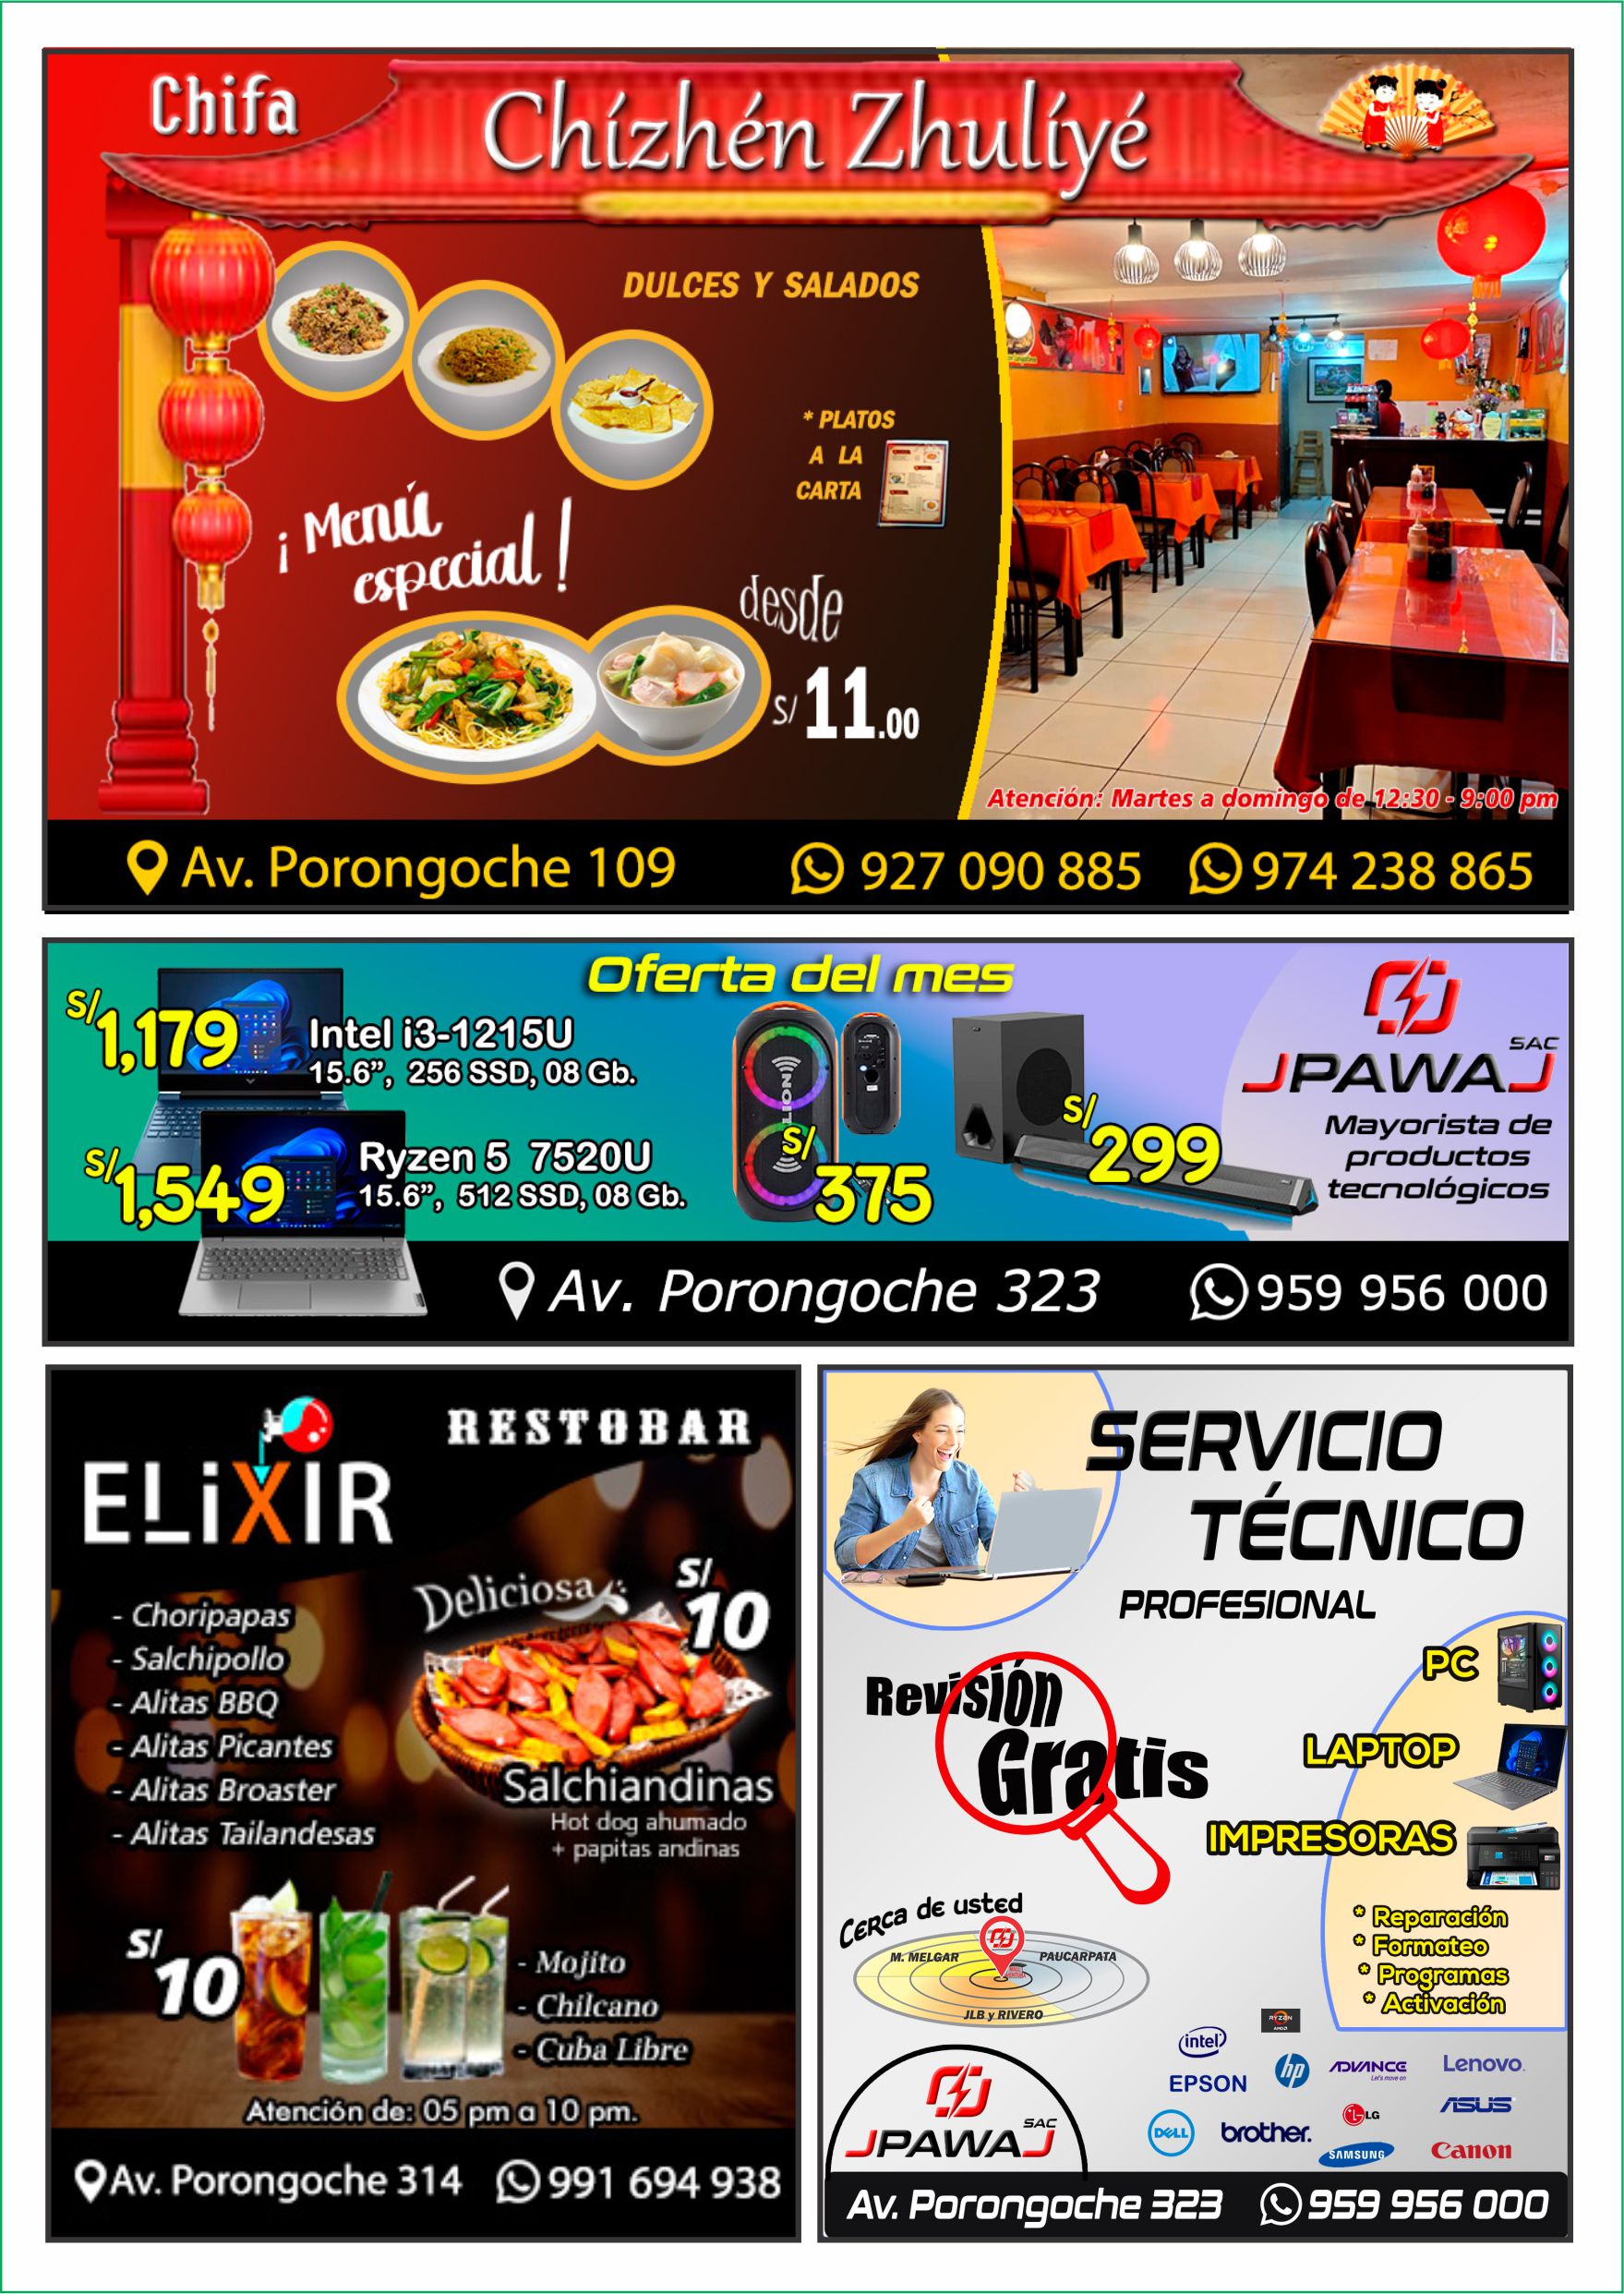 Chifa
Chízhén Zhulíyé
DULCES Y SALADOS
* PLATOS
A LA
CARTA
¡Menú
especial!
desde
S/11.00
Atención: Martes a domingo de 12:30 - 9:00 pm
Av. Porongoche 109
927 090 885
974 238 865
Oferta del mes
S/1,179
Intel i3-1215U
15.6”, 256 SSD, 08 Gb.
S/1,549
Ryzen 5 7520U
15.6”, 512 SSD, 08 Gb.
LION
S/375
S/299
JPAWAJ SAC
Mayorista de
productos
tecnológicos
Av. Porongoche 323
959 956 000
ELiXIR
RESTOBAR
- Choripapas
- Salchipollo
- Alitas BBQ
- Alitas Picantes
- Alitas Broaster
- Alitas Tailandesas
Deliciosa
S/10
Salchiandinas
Hot dog ahumado
+ papitas andinas
S/10
- Mojito
- Chilcano
- Cuba Libre
Atención de: 05 pm a 10 pm.
Av. Porongoche 314
991 694 938
SERVICIO
TÉCNICO
PROFESIONAL
Revisión
Gratis
PC
LAPTOP
IMPRESORAS
* Reparación
* Formateo
* Programas
* Activación
Cerca de usted
M. MELGAR
PAUCARPATA
JLB y RIVERO
RYZEN
AMD
intel
EPSON
hp
ADVANCE
Let's move on
Lenovo.
ASUS
LG
DELL
brother.
SAMSUNG
Canon
JPAWAJ SAC
Av. Porongoche 323
959 956 000